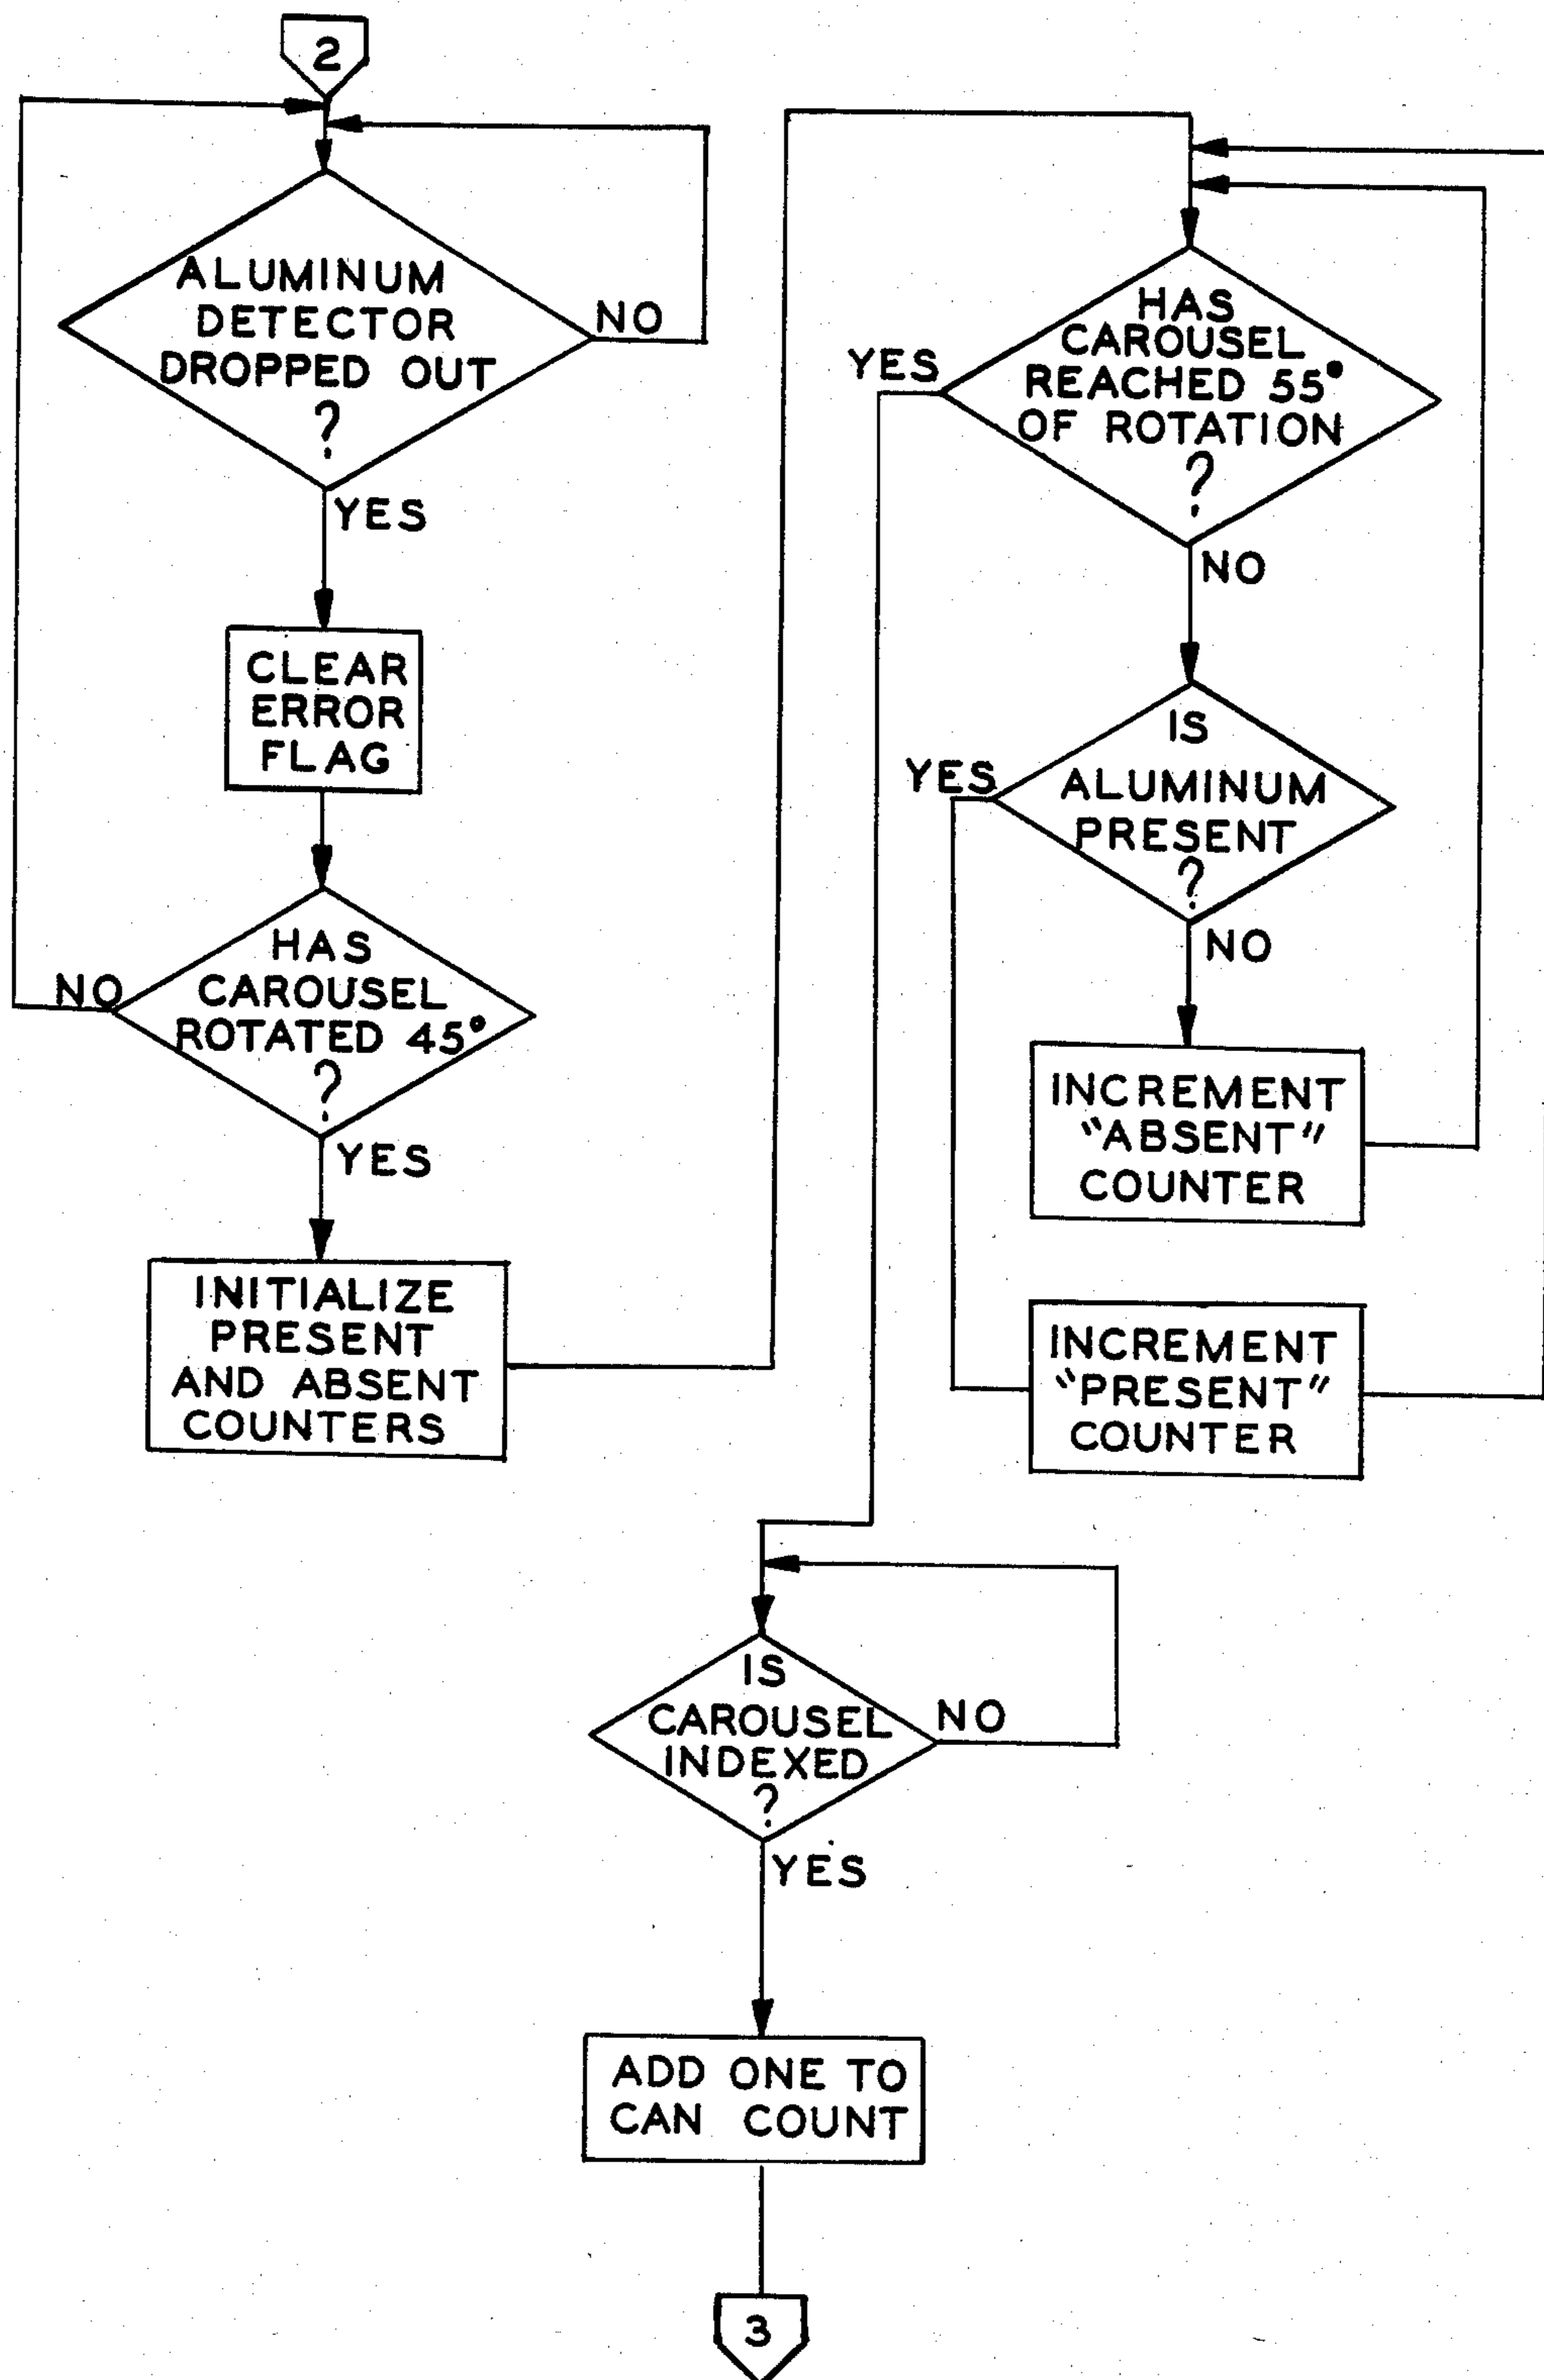 2
ALUMINUM
DETECTOR
DROPPED OUT
?
NO
YES
CLEAR
ERROR
FLAG
HAS
CAROUSEL
ROTATED 45°
?
NO
YES
INITIALIZE
PRESENT
AND ABSENT
COUNTERS
HAS
CAROUSEL
REACHED 55°
OF ROTATION
?
YES
NO
IS
ALUMINUM
PRESENT
?
YES
NO
INCREMENT
"ABSENT"
COUNTER
INCREMENT
"PRESENT"
COUNTER
IS
CAROUSEL
INDEXED
?
NO
YES
ADD ONE TO
CAN COUNT
3